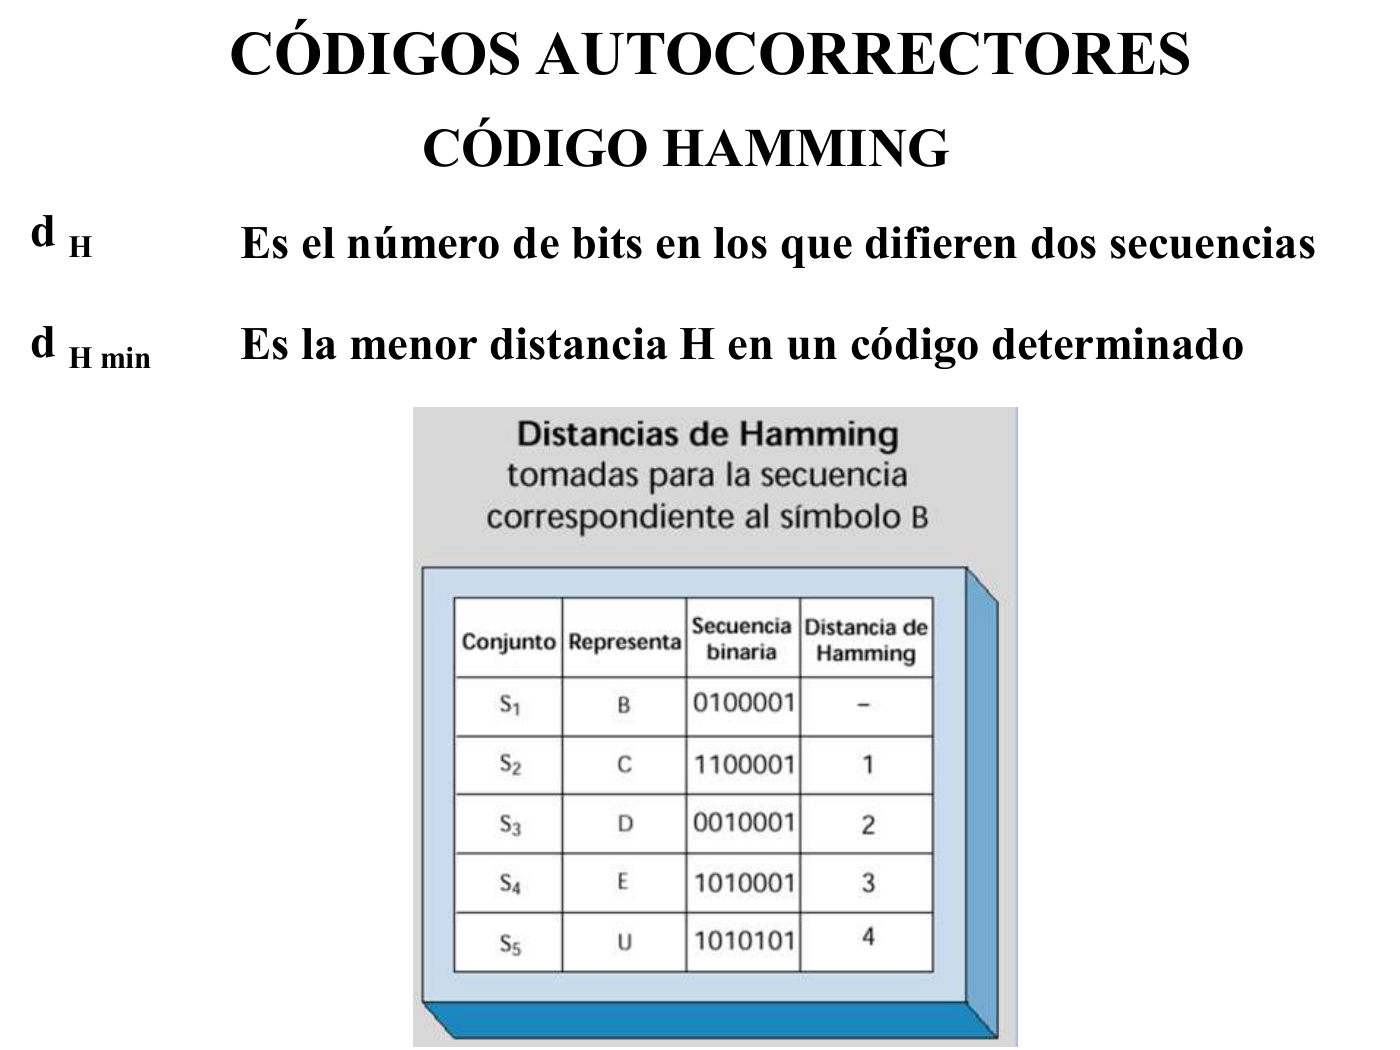 CÓDIGOS AUTOCORRECTORES
CÓDIGO HAMMING
d H Es el número de bits en los que difieren dos secuencias
d H min Es la menor distancia H en un código determinado
Distancias de Hamming
tomadas para la secuencia
correspondiente al símbolo B
Conjunto Representa Secuencia binaria Distancia de Hamming
S1 B 0100001 –
S2 C 1100001 1
S3 D 0010001 2
S4 E 1010001 3
S5 U 1010101 4